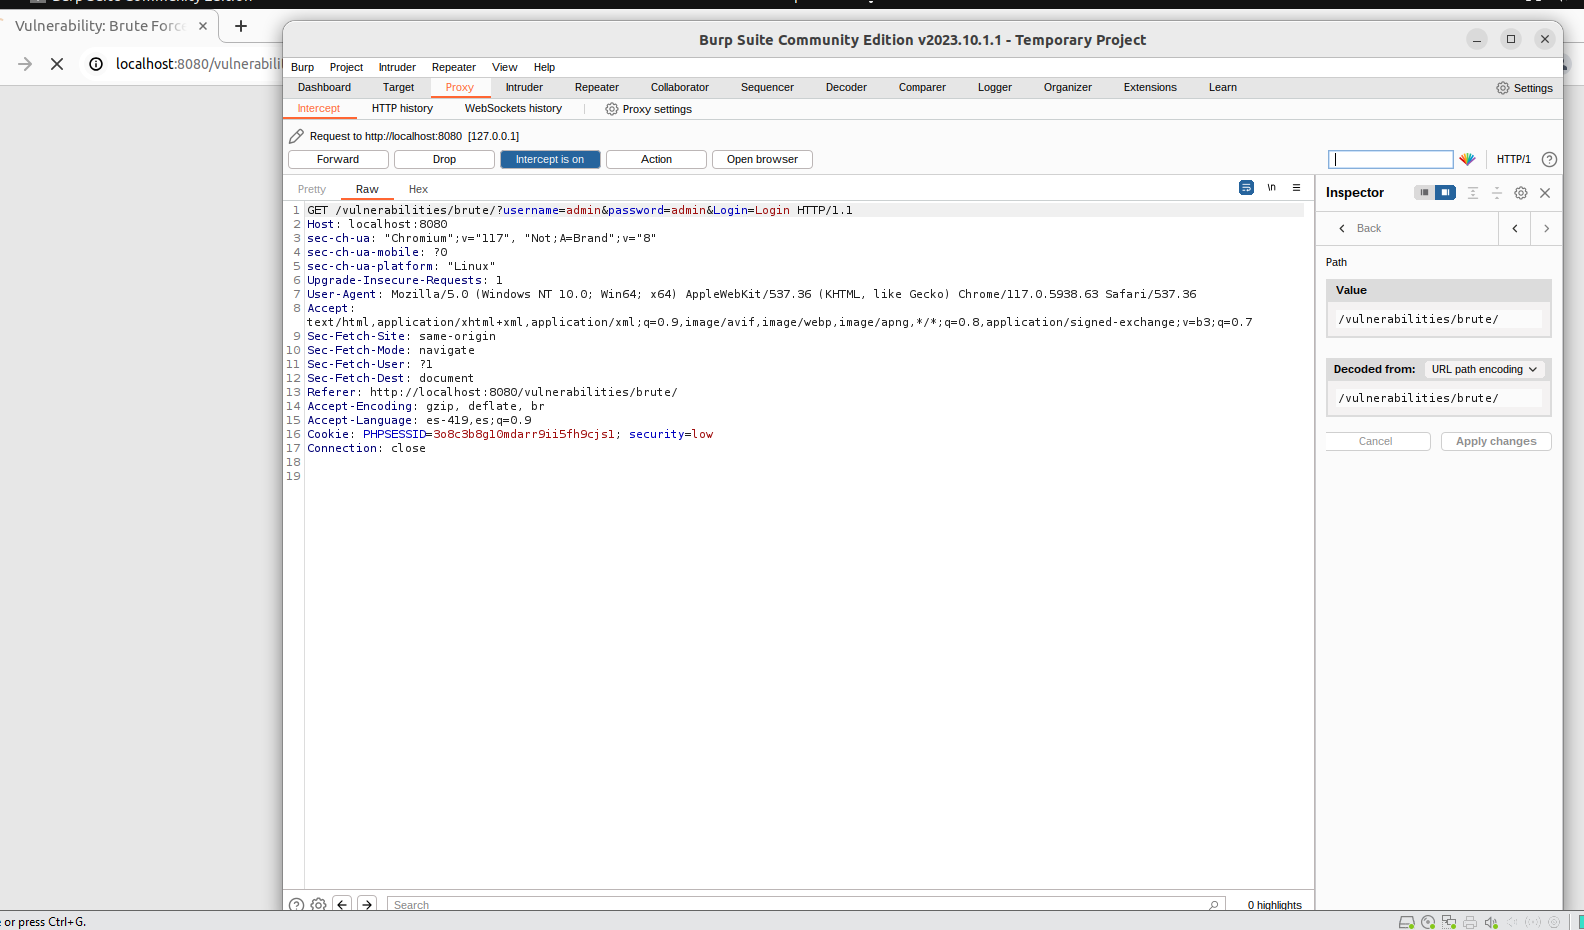 Burp Suite Community Edition
Vulnerability: Brute Force
localhost:8080/vulnerabili
Burp Suite Community Edition v2023.10.1.1 - Temporary Project
Burp Project Intruder Repeater View Help
Dashboard Target Proxy Intruder Repeater Collaborator Sequencer Decoder Comparer Logger Organizer Extensions Learn Settings
Intercept HTTP history WebSockets history Proxy settings
Request to http://localhost:8080 [127.0.0.1]
Forward Drop Intercept is on Action Open browser HTTP/1
Pretty Raw Hex \n
Inspector
Back
Path
Value
/vulnerabilities/brute/
Decoded from: URL path encoding
/vulnerabilities/brute/
Cancel Apply changes
1 GET /vulnerabilities/brute/?username=admin&password=admin&Login=Login HTTP/1.1
2 Host: localhost:8080
3 sec-ch-ua: "Chromium";v="117", "Not;A=Brand";v="8"
4 sec-ch-ua-mobile: ?0
5 sec-ch-ua-platform: "Linux"
6 Upgrade-Insecure-Requests: 1
7 User-Agent: Mozilla/5.0 (Windows NT 10.0; Win64; x64) AppleWebKit/537.36 (KHTML, like Gecko) Chrome/117.0.5938.63 Safari/537.36
8 Accept:
text/html,application/xhtml+xml,application/xml;q=0.9,image/avif,image/webp,image/apng,*/*;q=0.8,application/signed-exchange;v=b3;q=0.7
9 Sec-Fetch-Site: same-origin
10 Sec-Fetch-Mode: navigate
11 Sec-Fetch-User: ?1
12 Sec-Fetch-Dest: document
13 Referer: http://localhost:8080/vulnerabilities/brute/
14 Accept-Encoding: gzip, deflate, br
15 Accept-Language: es-419,es;q=0.9
16 Cookie: PHPSESSID=3o8c3b8g10mdarr9ii5fh9cjs1; security=low
17 Connection: close
18
19
Search 0 highlights
or press Ctrl+G.